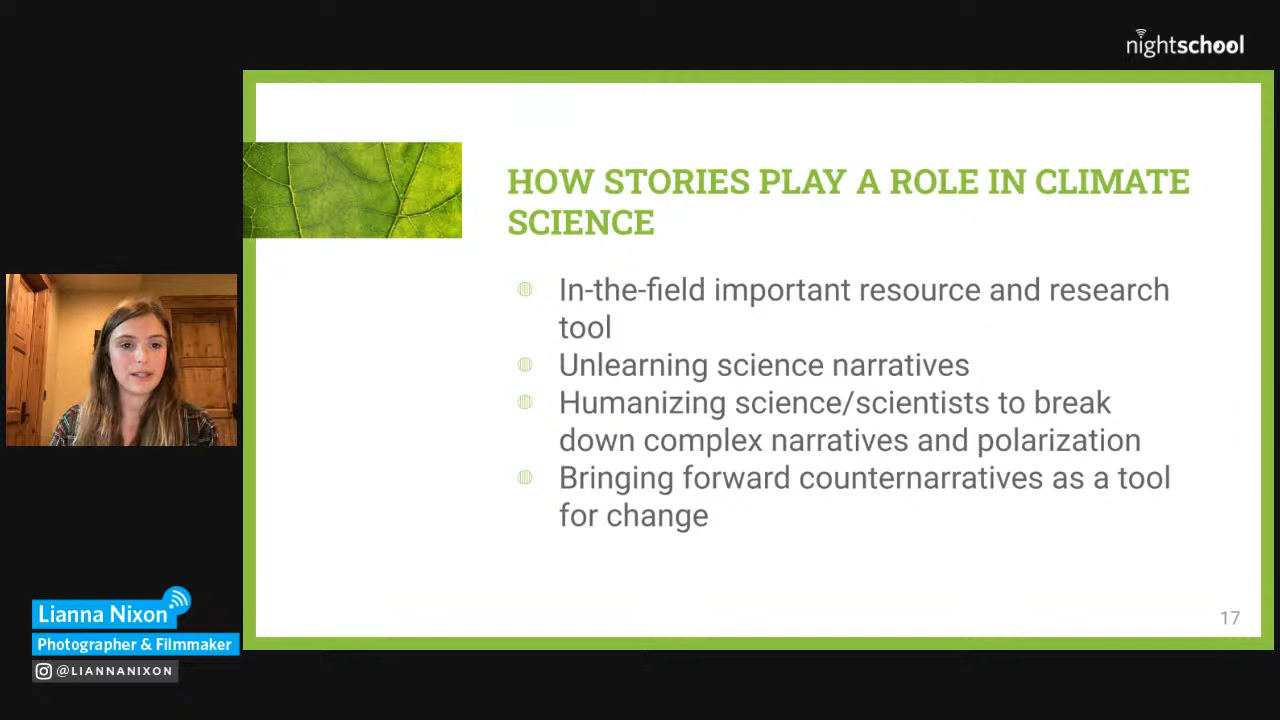 nightschool
HOW STORIES PLAY A ROLE IN CLIMATE
SCIENCE
In-the-field important resource and research
tool
Unlearning science narratives
Humanizing science/scientists to break
down complex narratives and polarization
Bringing forward counternarratives as a tool
for change
17
Lianna Nixon
Photographer & Filmmaker
@LIANNANIXON